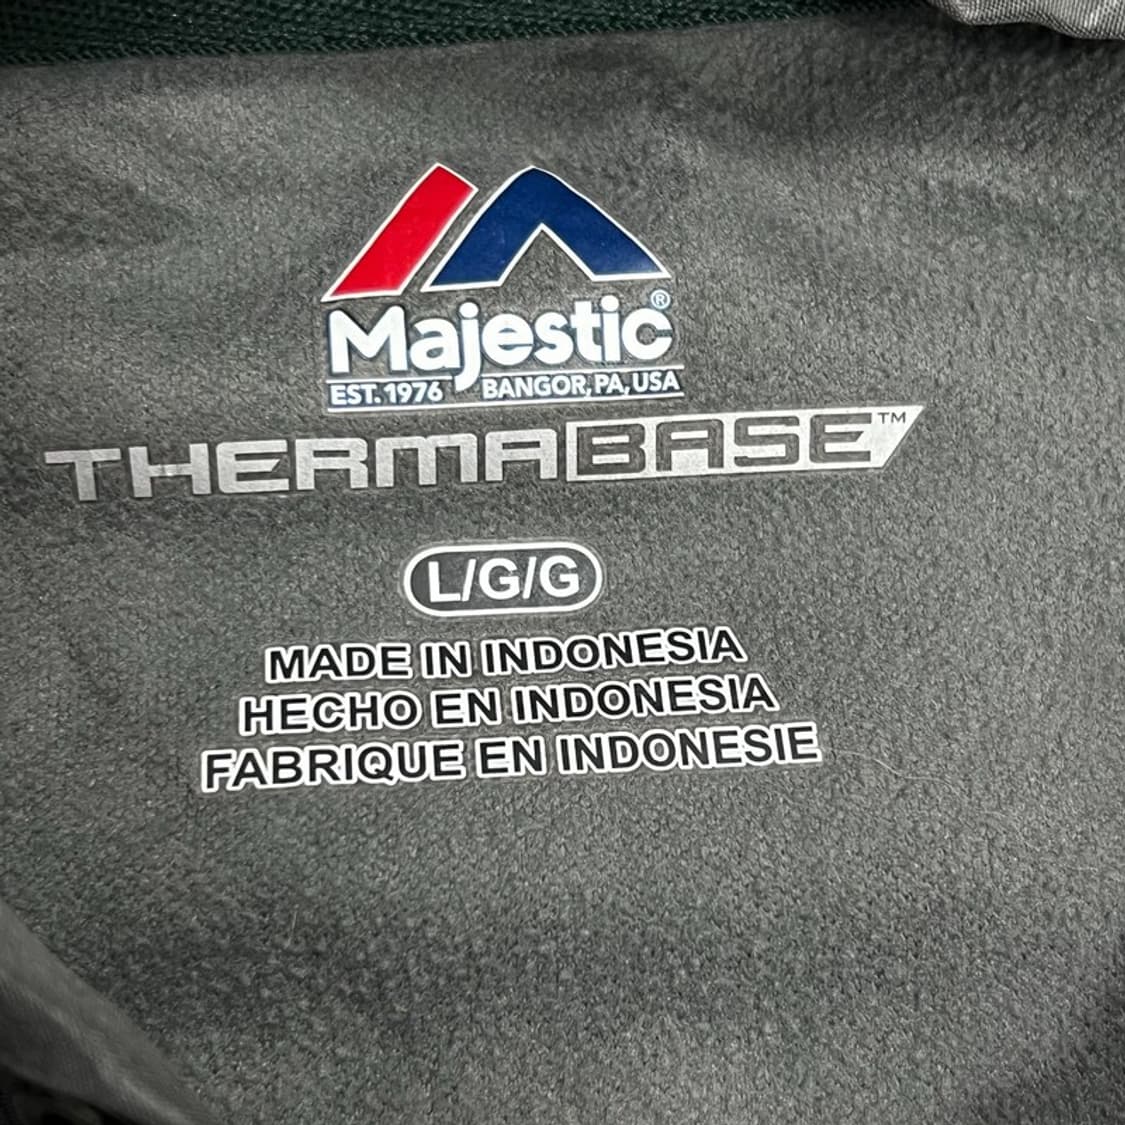 Majestic®
EST. 1976 BANGOR, PA, USA
THERMABASE™
L/G/G
MADE IN INDONESIA
HECHO EN INDONESIA
FABRIQUE EN INDONESIE